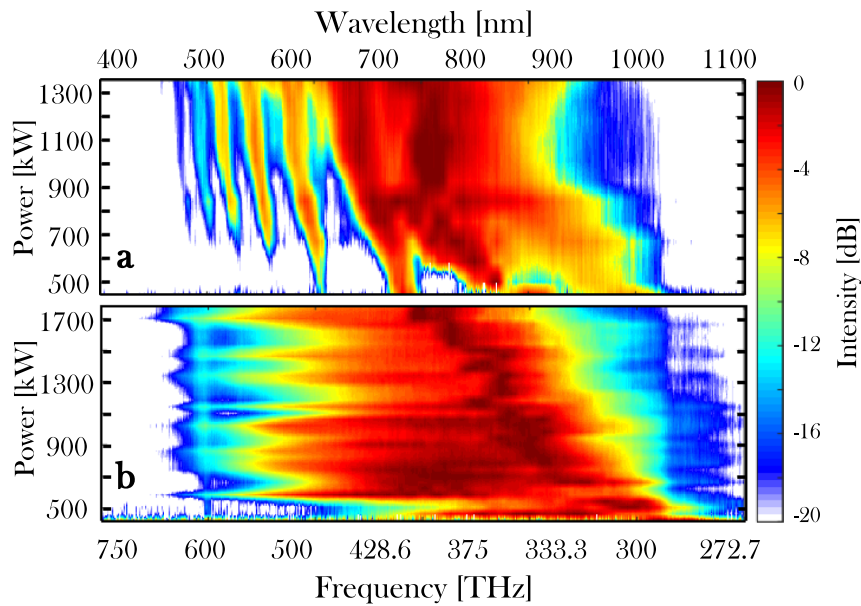 Wavelength [nm]
400 500 600 700 800 900 1000 1100
Power [kW]
1300
1100
900
700
500
a
Power [kW]
1700
1300
900
500
b
0
-4
-8
-12
-16
-20
Intensity [dB]
750 600 500 428.6 375 333.3 300 272.7
Frequency [THz]